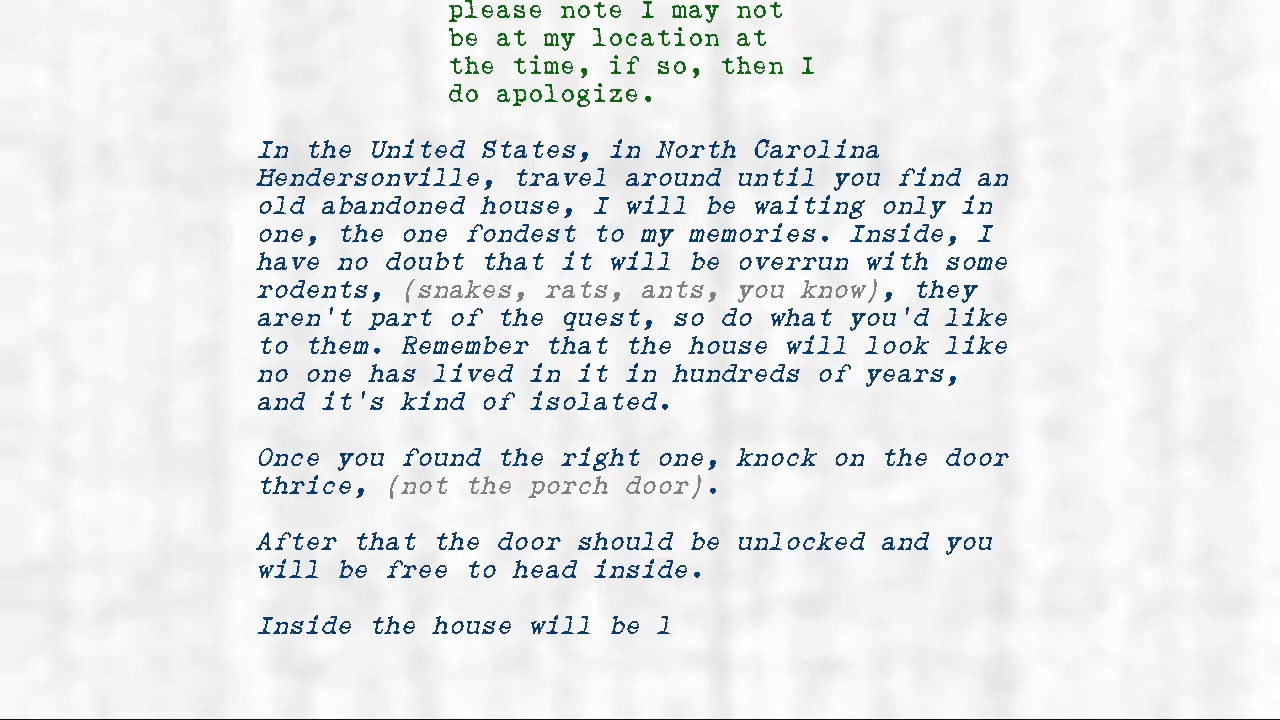 please note I may not
be at my location at
the time, if so, then I
do apologize.
In the United States, in North Carolina
Hendersonville, travel around until you find an
old abandoned house, I will be waiting only in
one, the one fondest to my memories. Inside, I
have no doubt that it will be overrun with some
rodents, (snakes, rats, ants, you know), they
aren't part of the quest, so do what you'd like
to them. Remember that the house will look like
no one has lived in it in hundreds of years,
and it's kind of isolated.
Once you found the right one, knock on the door
thrice, (not the porch door).
After that the door should be unlocked and you
will be free to head inside.
Inside the house will be l